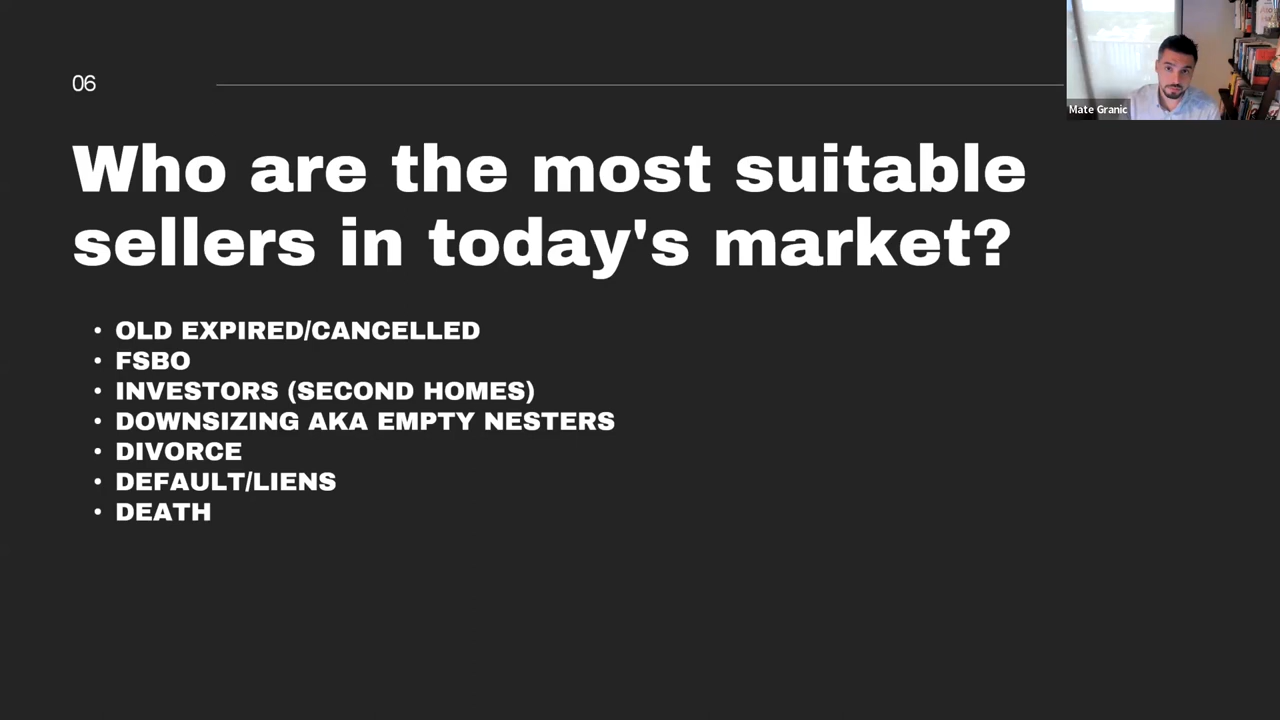 06
Mate Granic
Who are the most suitable
sellers in today's market?
• OLD EXPIRED/CANCELLED
• FSBO
• INVESTORS (SECOND HOMES)
• DOWNSIZING AKA EMPTY NESTERS
• DIVORCE
• DEFAULT/LIENS
• DEATH